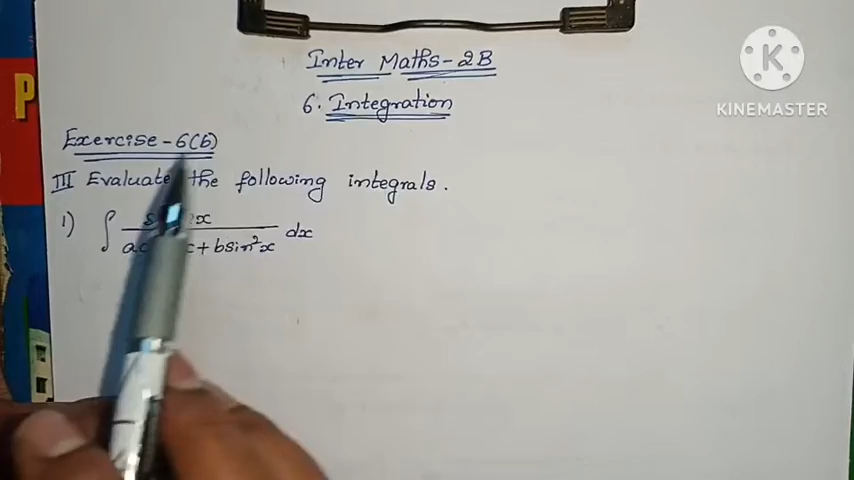 Inter Maths-2B
6. Integration
K
KINEMASTER
P
Exercise-6(b)
III Evaluate the following integrals.
1) ∫ x / + bsin²x dx